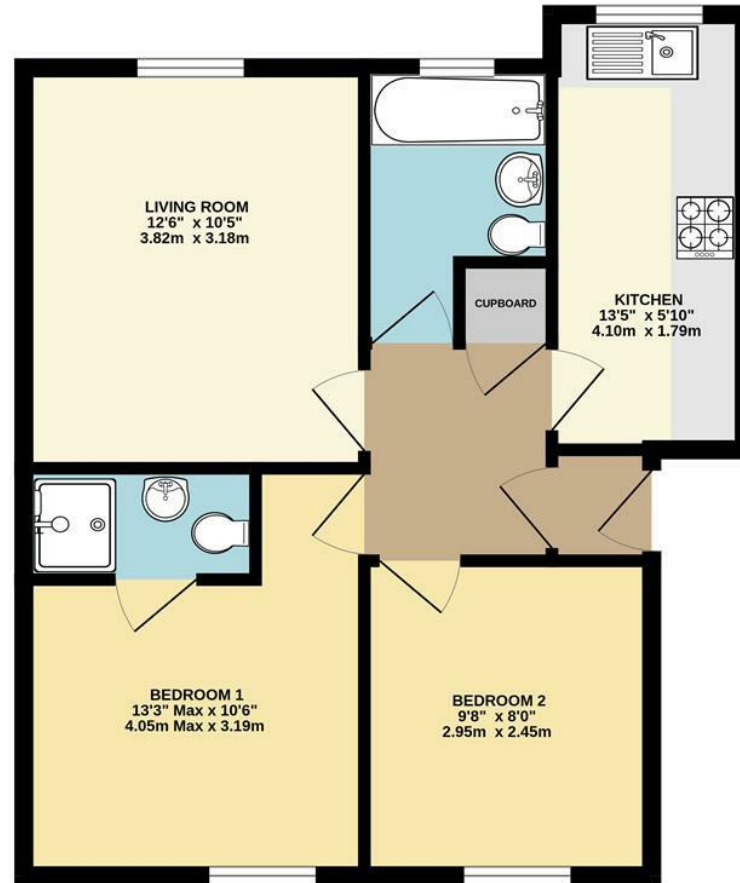 LIVING ROOM
12'6" x 10'5"
3.82m x 3.18m
CUPBOARD
KITCHEN
13'5" x 5'10"
4.10m x 1.79m
BEDROOM 1
13'3" Max x 10'6"
4.05m Max x 3.19m
BEDROOM 2
9'8" x 8'0"
2.95m x 2.45m